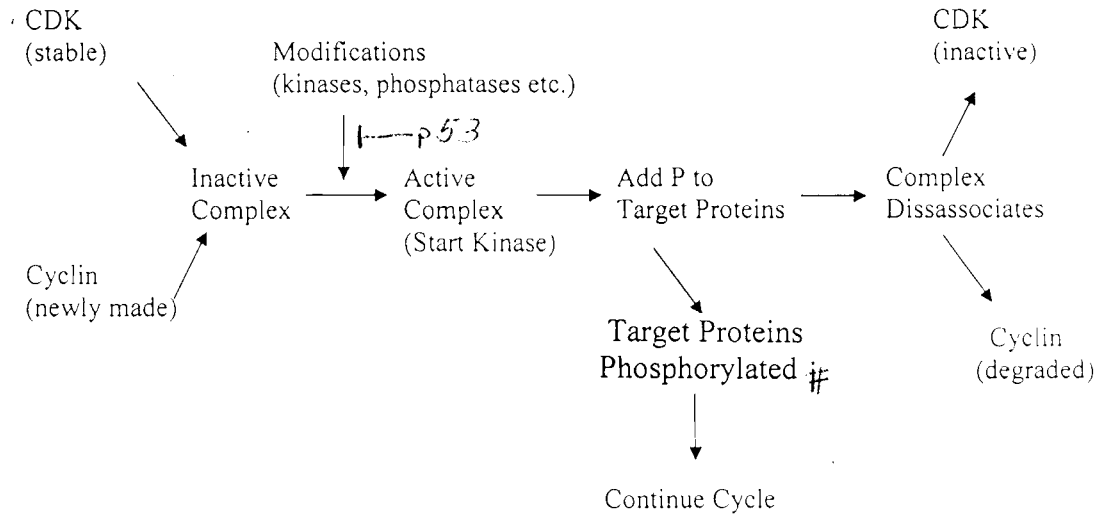 CDK
(stable)
Modifications
(kinases, phosphatases etc.)
p53
CDK
(inactive)
Inactive
Complex
Active
Complex
(Start Kinase)
Add P to
Target Proteins
Complex
Dissassociates
Cyclin
(newly made)
Target Proteins
Phosphorylated #
Cyclin
(degraded)
Continue Cycle